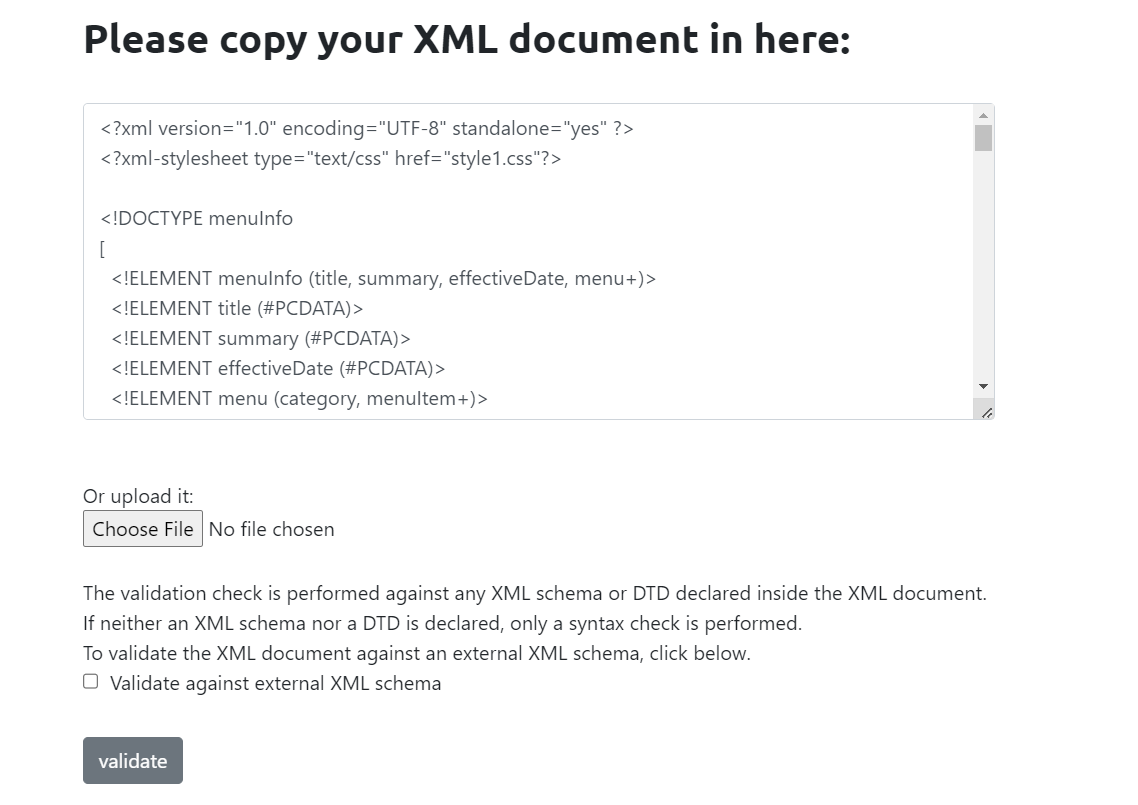 Please copy your XML document in here:
<?xml version="1.0" encoding="UTF-8" standalone="yes" ?>
<?xml-stylesheet type="text/css" href="style1.css"?>
<!DOCTYPE menuInfo
[
<!ELEMENT menuInfo (title, summary, effectiveDate, menu+)>
<!ELEMENT title (#PCDATA)>
<!ELEMENT summary (#PCDATA)>
<!ELEMENT effectiveDate (#PCDATA)>
<!ELEMENT menu (category, menuItem+)>
Or upload it:
Choose File No file chosen
The validation check is performed against any XML schema or DTD declared inside the XML document.
If neither an XML schema nor a DTD is declared, only a syntax check is performed.
To validate the XML document against an external XML schema, click below.
Validate against external XML schema
validate